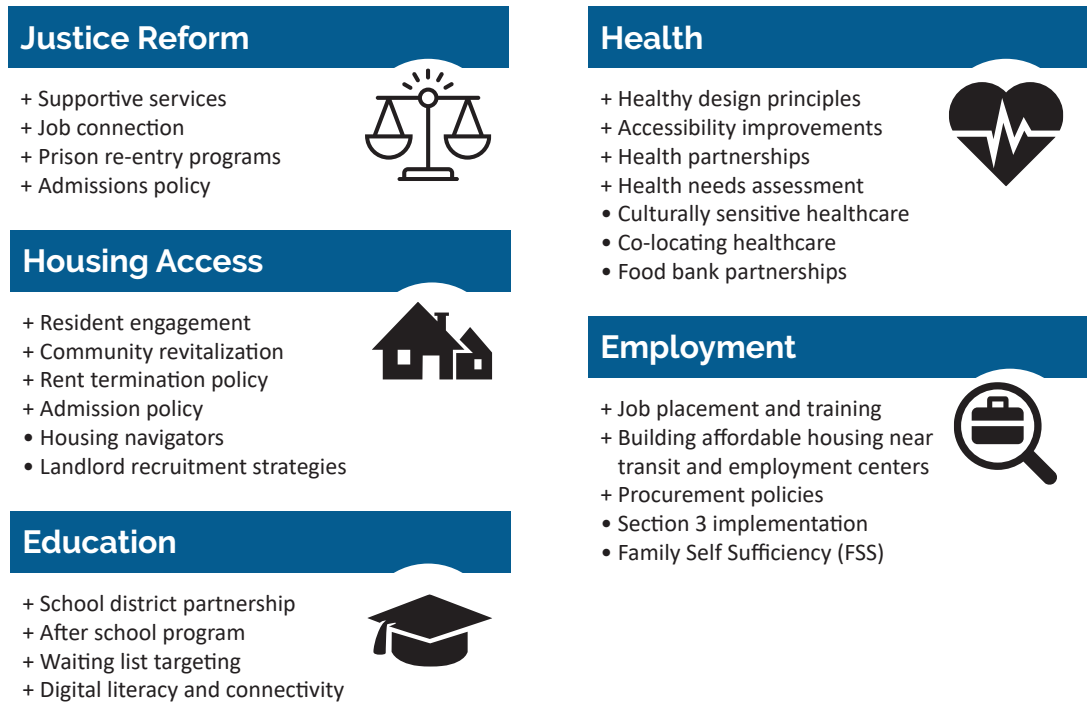 Justice Reform
+ Supportive services
+ Job connection
+ Prison re-entry programs
+ Admissions policy
Housing Access
+ Resident engagement
+ Community revitalization
+ Rent termination policy
+ Admission policy
• Housing navigators
• Landlord recruitment strategies
Education
+ School district partnership
+ After school program
+ Waiting list targeting
+ Digital literacy and connectivity
Health
+ Healthy design principles
+ Accessibility improvements
+ Health partnerships
+ Health needs assessment
• Culturally sensitive healthcare
• Co-locating healthcare
• Food bank partnerships
Employment
+ Job placement and training
+ Building affordable housing near
transit and employment centers
+ Procurement policies
• Section 3 implementation
• Family Self Sufficiency (FSS)